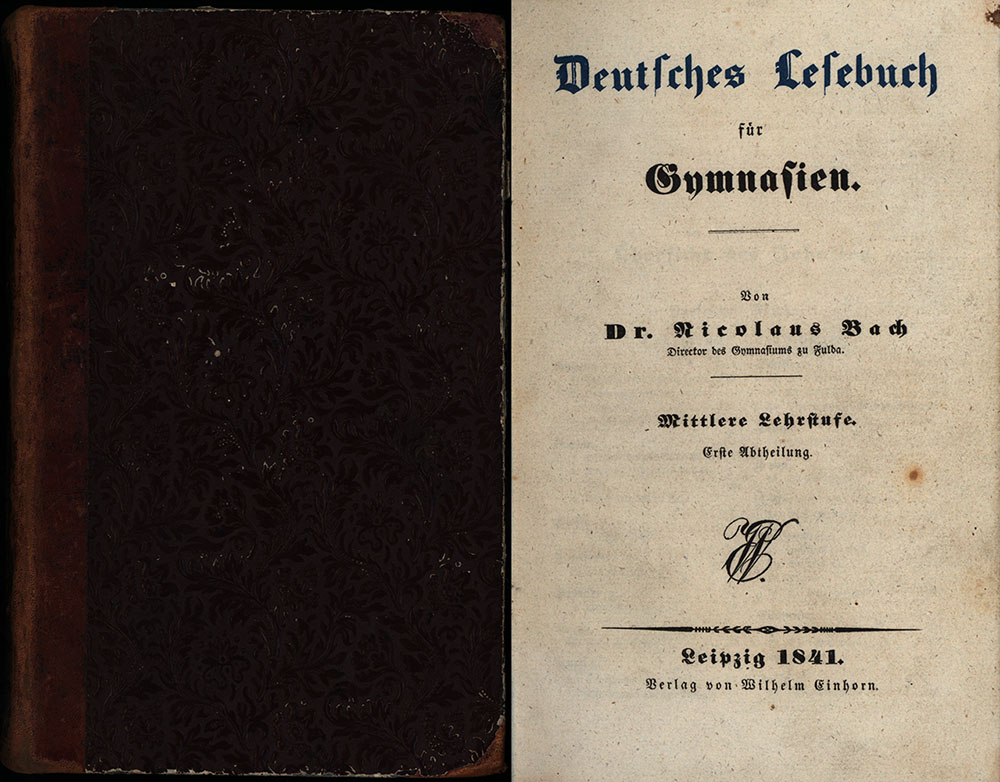 Deutsches Lesebuch
für
Gymnasien.
Von
Dr. Nicolaus Bach
Director des Gymnasiums zu Fulda.
Mittlere Lehrstufe.
Erste Abtheilung.
Leipzig 1841.
Verlag von Wilhelm Einhorn.